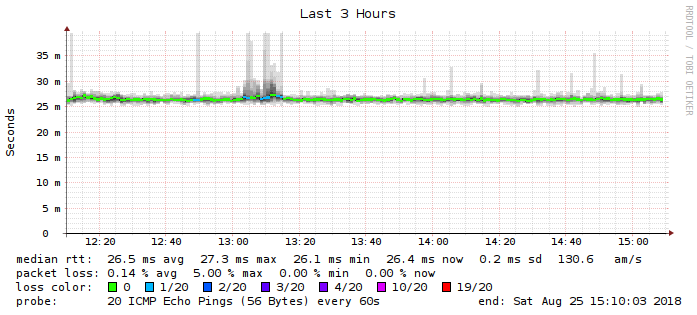 Last 3 Hours
RRDTOOL / TOBI OETIKER
Seconds
35 m
30 m
25 m
20 m
15 m
10 m
5 m
0
12:20 12:40 13:00 13:20 13:40 14:00 14:20 14:40 15:00
median rtt: 26.5 ms avg 27.3 ms max 26.1 ms min 26.4 ms now 0.2 ms sd 130.6 am/s
packet loss: 0.14 % avg 5.00 % max 0.00 % min 0.00 % now
loss color: 0 1/20 2/20 3/20 4/20 10/20 19/20
probe: 20 ICMP Echo Pings (56 Bytes) every 60s end: Sat Aug 25 15:10:03 2018